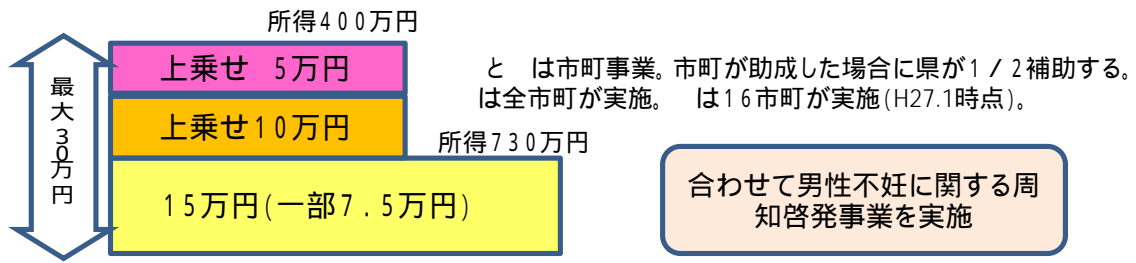 所得400万円
上乗せ 5万円
と　は市町事業。市町が助成した場合に県が1/2補助する。
は全市町が実施。　は16市町が実施(H27.1時点)。
最大30万円
上乗せ10万円
所得730万円
15万円(一部7.5万円)
合わせて男性不妊に関する周
知啓発事業を実施